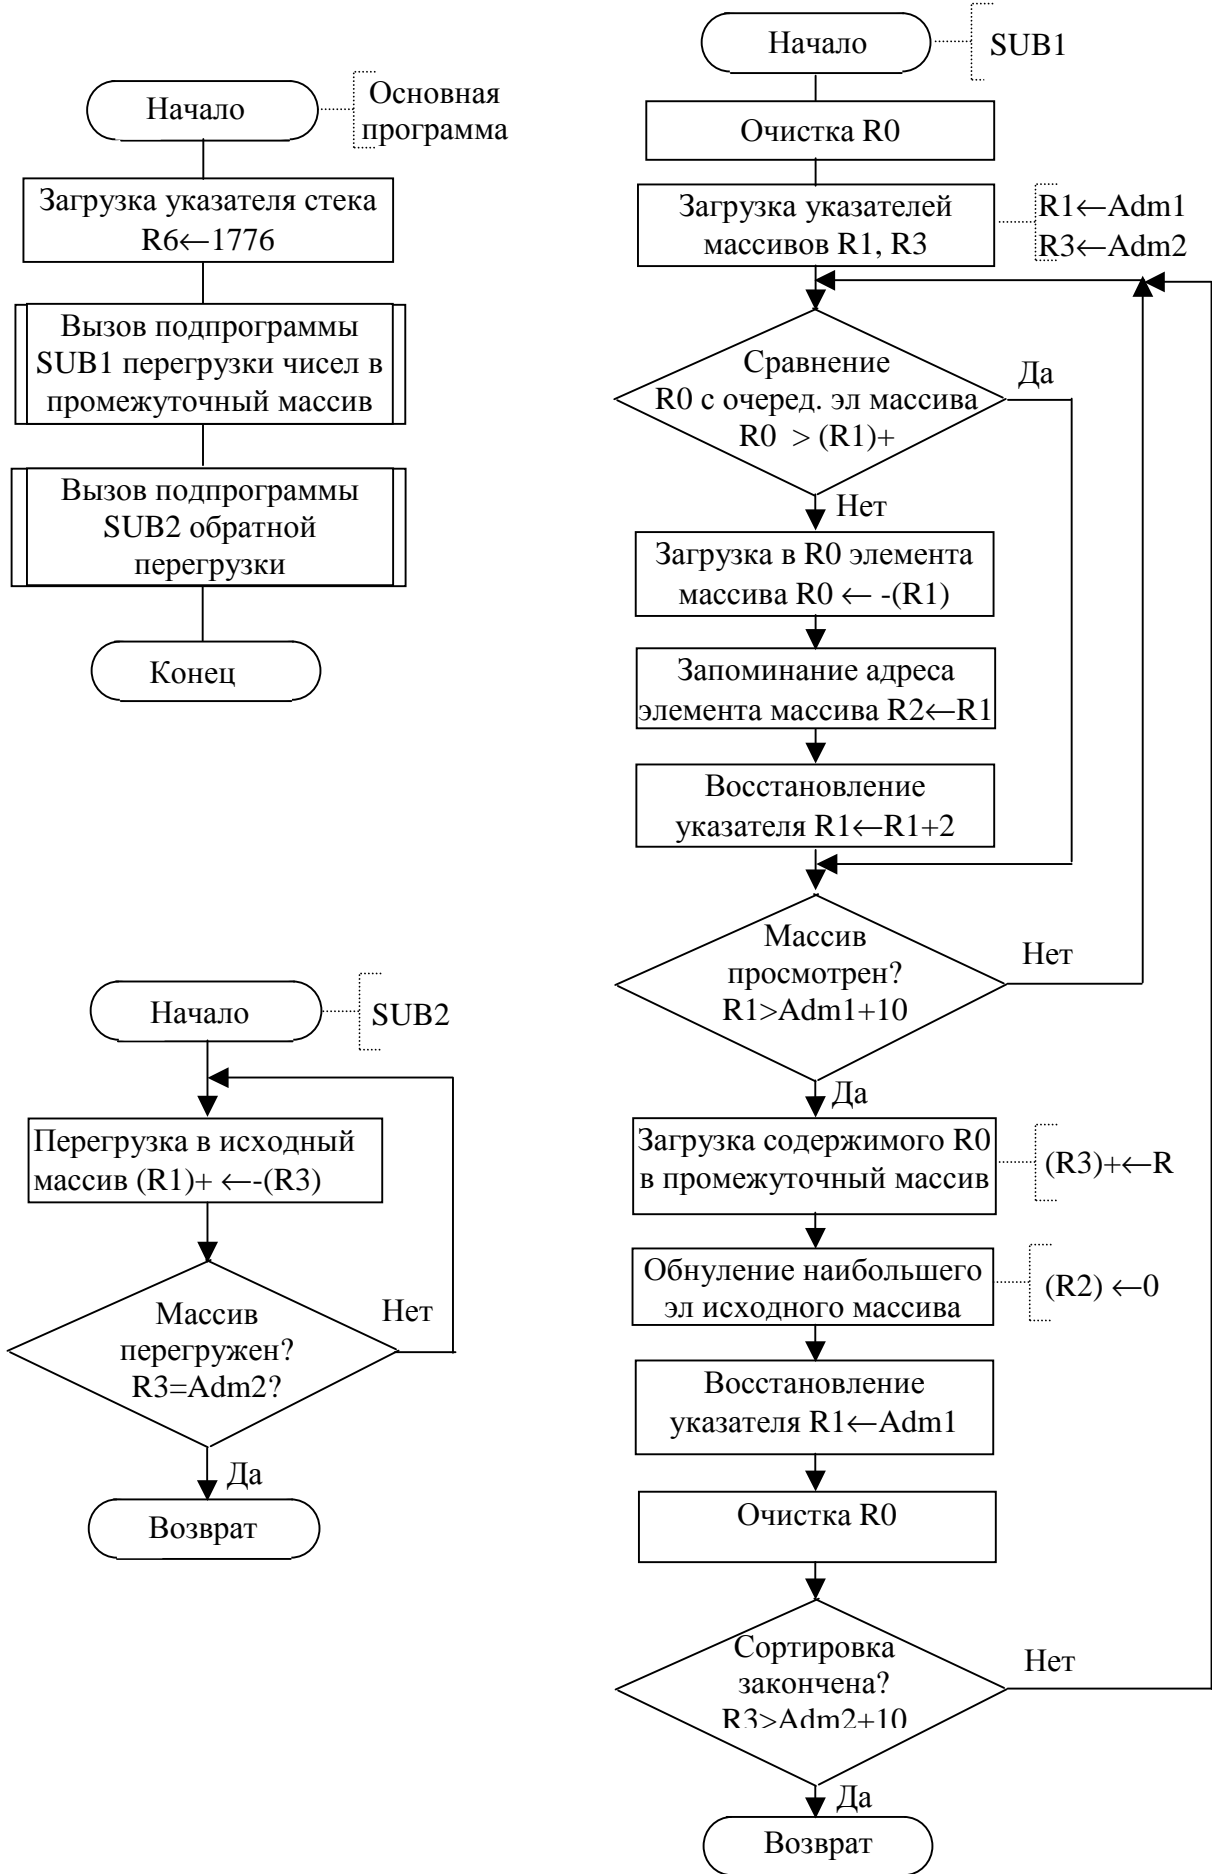 Начало
Основная
программа
Загрузка указателя стека
R6←1776
Вызов подпрограммы
SUB1 перегрузки чисел в
промежуточный массив
Вызов подпрограммы
SUB2 обратной
перегрузки
Конец
Начало
SUB2
Перегрузка в исходный
массив (R1)+ ←-(R3)
Массив
перегружен?
R3=Adm2?
Нет
Да
Возврат
Начало
SUB1
Очистка R0
Загрузка указателей
массивов R1, R3
R1←Adm1
R3←Adm2
Сравнение
R0 с очеред. эл массива
R0 > (R1)+
Да
Нет
Загрузка в R0 элемента
массива R0 ← -(R1)
Запоминание адреса
элемента массива R2←R1
Восстановление
указателя R1←R1+2
Массив
просмотрен?
R1>Adm1+10
Нет
Да
Загрузка содержимого R0
в промежуточный массив
(R3)+←R
Обнуление наибольшего
эл исходного массива
(R2) ←0
Восстановление
указателя R1←Adm1
Очистка R0
Сортировка
закончена?
R3>Adm2+10
Нет
Да
Возврат